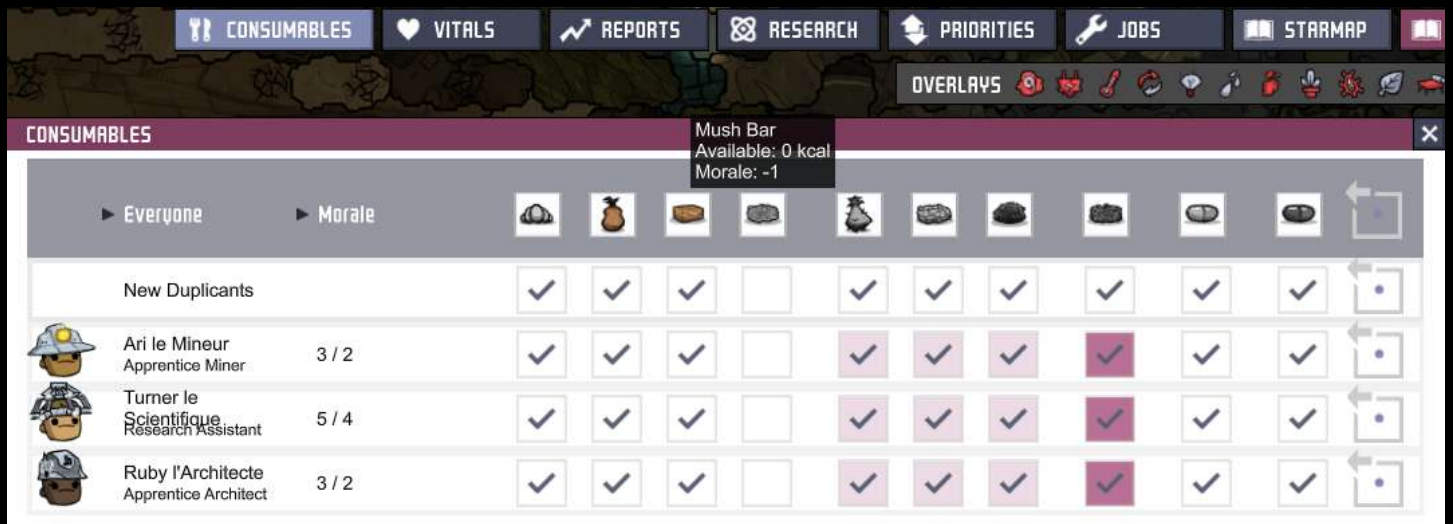 CONSUMABLES VITALS REPORTS RESEARCH PRIORITIES JOBS STARMAP
OVERLAYS
CONSUMABLES
Mush Bar
Available: 0 kcal
Morale: -1
Everyone Morale
New Duplicants
Ari le Mineur
Apprentice Miner
3 / 2
Turner le
Scientifique
Research Assistant
5 / 4
Ruby l'Architecte
Apprentice Architect
3 / 2